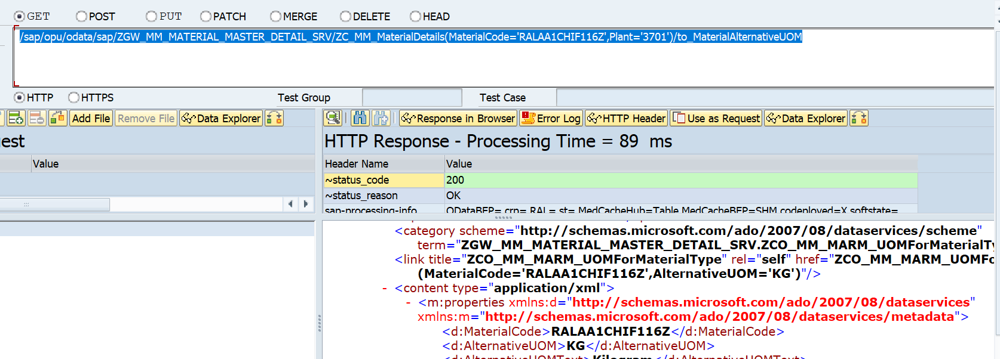 GET POST PUT PATCH MERGE DELETE HEAD
/sap/opu/odata/sap/ZGW_MM_MATERIAL_MASTER_DETAIL_SRV/ZC_MM_MaterialDetails(MaterialCode='RALAA1CHIF116Z',Plant='3701')/to_MaterialAlternativeUOM
HTTP HTTPS Test Group Test Case
Add File Remove File Data Explorer Response in Browser Error Log HTTP Header Use as Request Data Explorer
est HTTP Response - Processing Time = 89 ms
Value Header Name Value
~status_code 200
~status_reason OK
sap-processing-info ODataBEP= crp= RAL= st= MedCacheHub=Table MedCacheBEP=SHM codeployed=X softstate=
<category scheme="http://schemas.microsoft.com/ado/2007/08/dataservices/scheme"
term="ZGW_MM_MATERIAL_MASTER_DETAIL_SRV.ZCO_MM_MARM_UOMForMaterialTy
<link title="ZCO_MM_MARM_UOMForMaterialType" rel="self" href="ZCO_MM_MARM_UOMFo
(MaterialCode='RALAA1CHIF116Z',AlternativeUOM='KG')"/>
- <content type="application/xml">
- <m:properties xmlns:d="http://schemas.microsoft.com/ado/2007/08/dataservices"
xmlns:m="http://schemas.microsoft.com/ado/2007/08/dataservices/metadata">
<d:MaterialCode>RALAA1CHIF116Z</d:MaterialCode>
<d:AlternativeUOM>KG</d:AlternativeUOM>
<d:AlternativeUOMText>Kilogram</d:AlternativeUOMText>